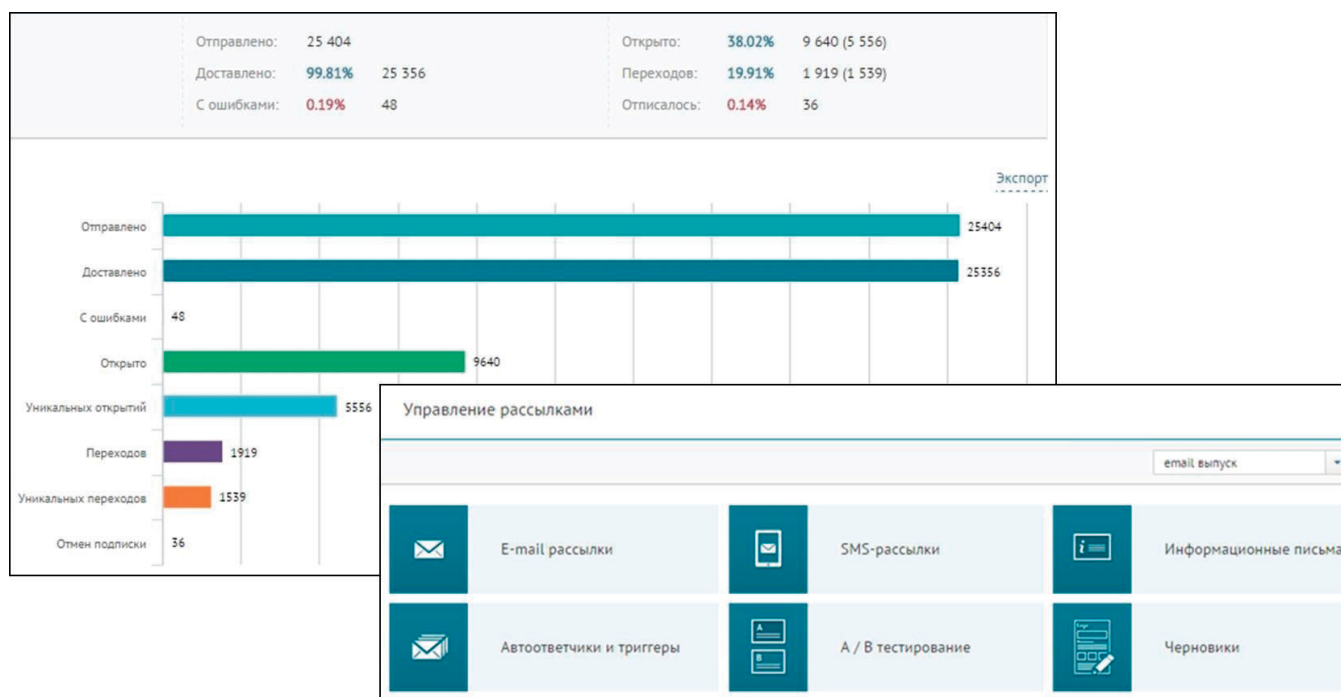 Отправлено: 25 404
Открыто: 38.02% 9 640 (5 556)
Доставлено: 99.81% 25 356
Переходов: 19.91% 1 919 (1 539)
С ошибками: 0.19% 48
Отписалось: 0.14% 36
Экспорт
Отправлено 25404
Доставлено 25356
С ошибками 48
Открыто 9640
Уникальных открытий 5556
Переходов 1919
Уникальных переходов 1539
Отмен подписки 36
Управление рассылками
email выпуск
E-mail рассылки
SMS-рассылки
Информационные письма
Автоответчики и триггеры
A / B тестирование
Черновики